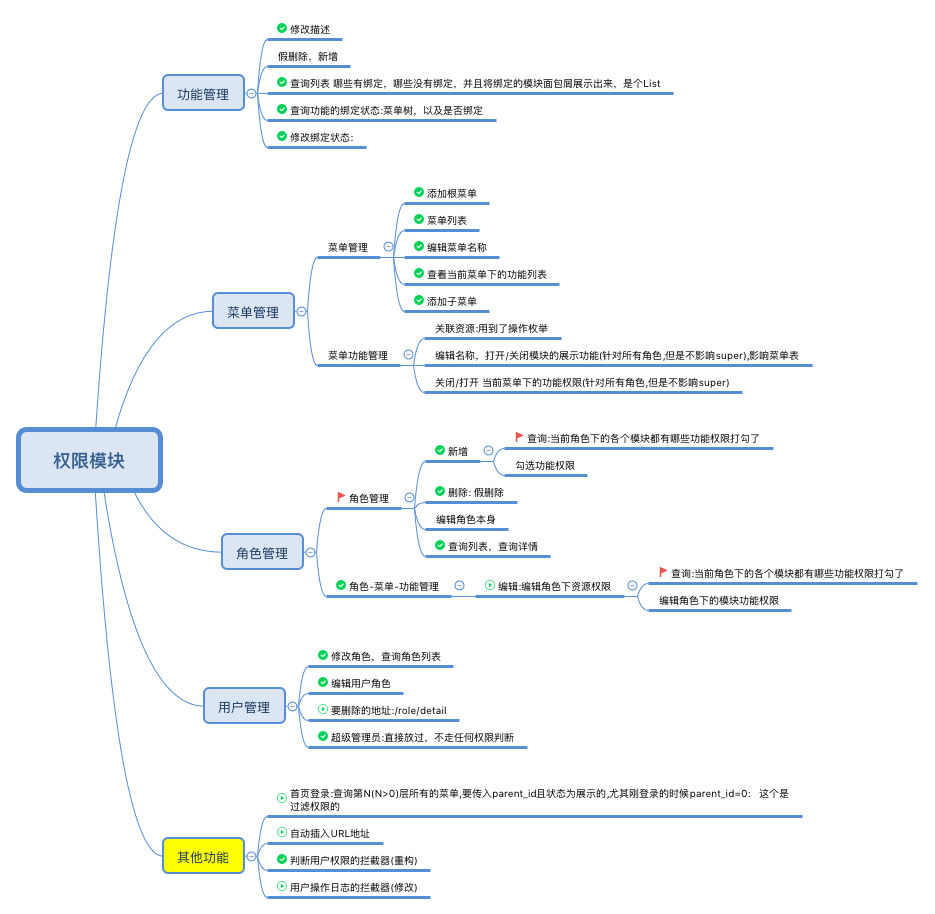 修改描述
假删除，新增
查询列表 哪些有绑定，哪些没有绑定，并且将绑定的模块面包屑展示出来，是个List
功能管理
查询功能的绑定状态:菜单树，以及是否绑定
修改绑定状态:
添加根菜单
菜单列表
菜单管理
编辑菜单名称
查看当前菜单下的功能列表
添加子菜单
菜单管理
关联资源:用到了操作枚举
菜单功能管理
编辑名称，打开/关闭模块的展示功能(针对所有角色,但是不影响super),影响菜单表
关闭/打开 当前菜单下的功能权限(针对所有角色,但是不影响super)
权限模块
新增
查询:当前角色下的各个模块都有哪些功能权限打勾了
勾选功能权限
角色管理
删除: 假删除
编辑角色本身
查询列表，查询详情
角色管理
角色-菜单-功能管理
编辑:编辑角色下资源权限
查询:当前角色下的各个模块都有哪些功能权限打勾了
编辑角色下的模块功能权限
修改角色，查询角色列表
编辑用户角色
用户管理
要删除的地址:/role/detail
超级管理员:直接放过，不走任何权限判断
首页登录:查询第N(N>0)层所有的菜单,要传入parent_id且状态为展示的,尤其刚登录的时候parent_id=0: 这个是
过滤权限的
自动插入URL地址
其他功能
判断用户权限的拦截器(重构)
用户操作日志的拦截器(修改)